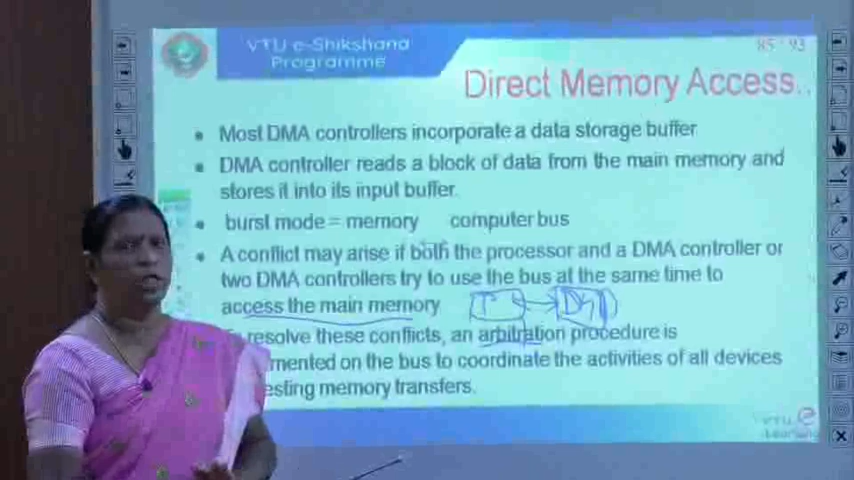 VTU e-Shikshana
Programme
85 93
Direct Memory Access..
Most DMA controllers incorporate a data storage buffer
DMA controller reads a block of data from the main memory and
stores it into its input buffer.
burst mode = memory computer bus
A conflict may arise if both the processor and a DMA controller or
two DMA controllers try to use the bus at the same time to
access the main memory
resolve these conflicts, an arbitration procedure is
mented on the bus to coordinate the activities of all devices
esting memory transfers.
VTU e
Learning